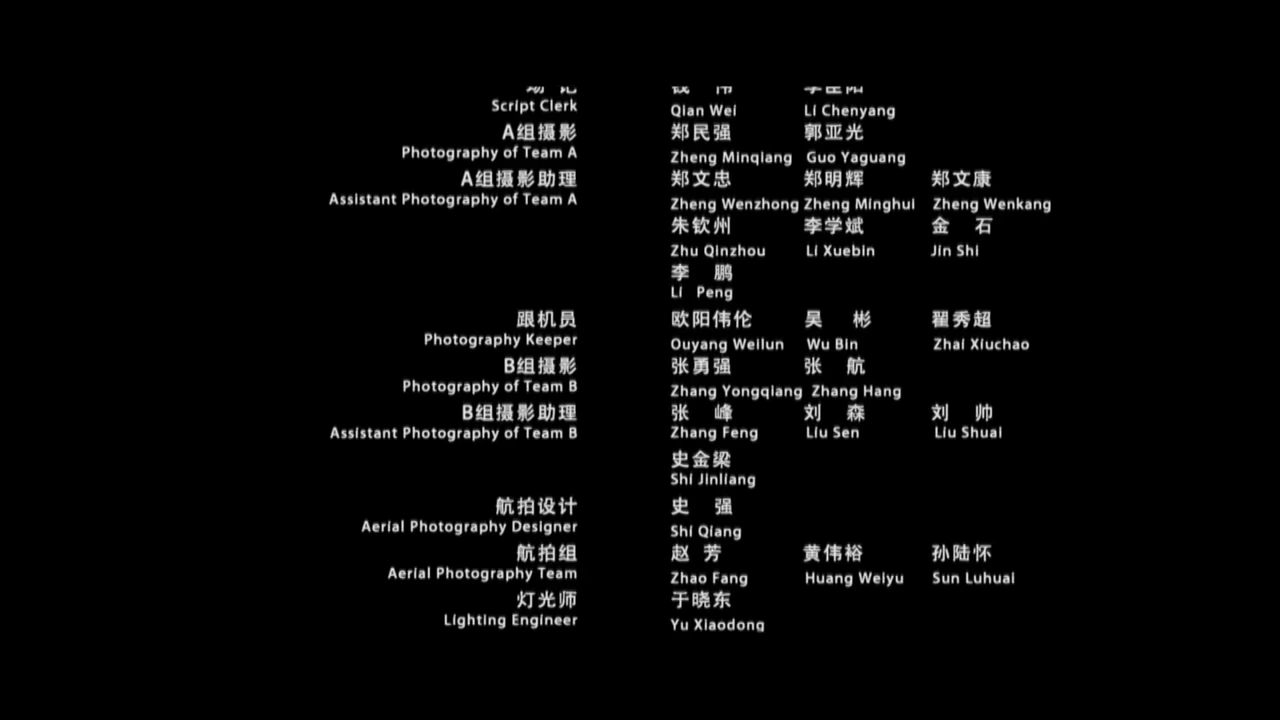 Script Clerk Qian Wei Li Chenyang
A组摄影 郑民强 郭亚光
Photography of Team A Zheng Minqiang Guo Yaguang
A组摄影助理 郑文忠 郑明辉 郑文康
Assistant Photography of Team A Zheng Wenzhong Zheng Minghui Zheng Wenkang
朱钦州 李学斌 金 石
Zhu Qinzhou Li Xuebin Jin Shi
李 鹏
Li Peng
跟机员 欧阳伟伦 吴 彬 翟秀超
Photography Keeper Ouyang Weilun Wu Bin Zhai Xiuchao
B组摄影 张勇强 张 航
Photography of Team B Zhang Yongqiang Zhang Hang
B组摄影助理 张 峰 刘 森 刘 帅
Assistant Photography of Team B Zhang Feng Liu Sen Liu Shuai
史金梁
Shi Jinliang
航拍设计 史 强
Aerial Photography Designer Shi Qiang
航拍组 赵 芳 黄伟裕 孙陆怀
Aerial Photography Team Zhao Fang Huang Weiyu Sun Luhuai
灯光师 于晓东
Lighting Engineer Yu Xiaodong